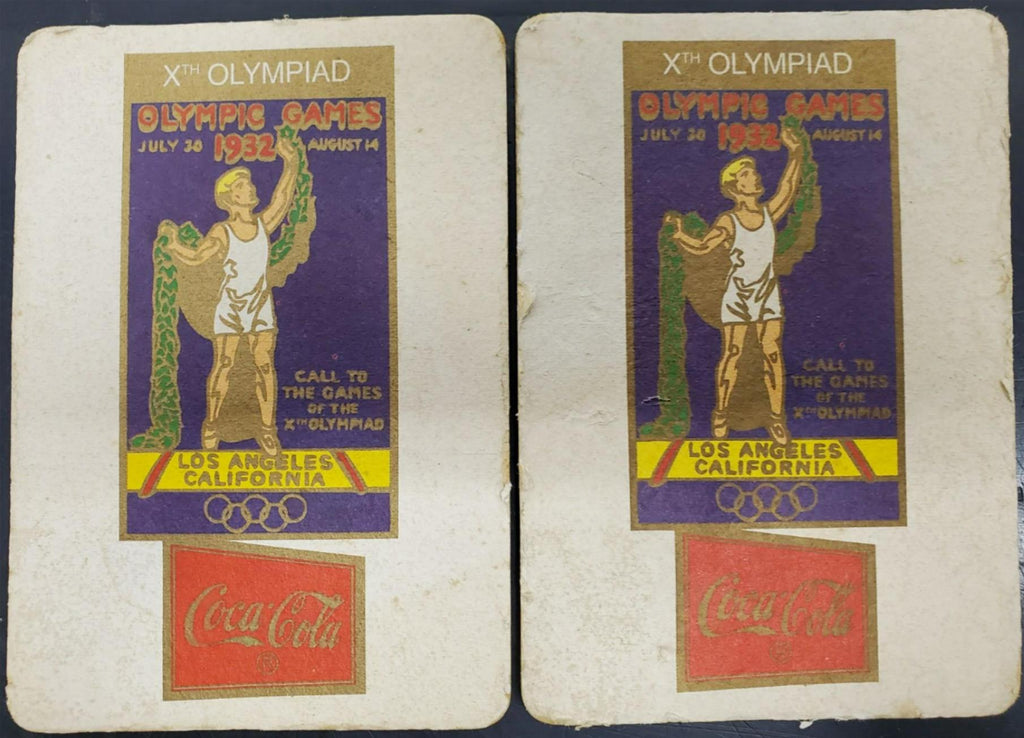 XTH OLYMPIAD
OLYMPIC GAMES
JULY 30 1932 AUGUST 14
CALL TO
THE GAMES
OF THE
XTH OLYMPIAD
LOS ANGELES
CALIFORNIA
Coca-Cola
®
XTH OLYMPIAD
OLYMPIC GAMES
JULY 30 1932 AUGUST 14
CALL TO
THE GAMES
OF THE
XTH OLYMPIAD
LOS ANGELES
CALIFORNIA
Coca-Cola
®